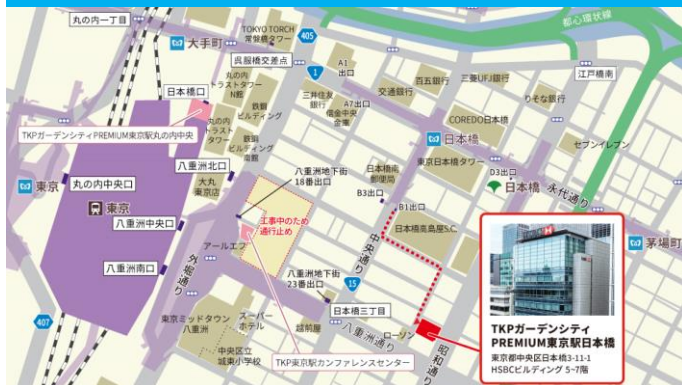 丸の内一丁目
大手町
TOKYO TORCH
常盤橋タワー
405
呉服橋交差点
1
A1
出口
都心環状線
江戸橋南
日本橋口
丸の内
トラストタワー
N館
鉄鋼
ビルディング
丸の内
トラスト
タワー
鉄鋼
ビルディング
南館
三井住友
銀行
信金中央
金庫
A7出口
交通銀行
百五銀行
三菱UFJ銀行
りそな銀行
COREDO日本橋
日本橋
セブンイレブン
TKPガーデンシティPREMIUM東京駅丸の内中央
八重洲北口
大丸
東京店
八重洲地下街
18番出口
日本橋南
郵便局
B3出口
東京日本橋タワー
D3出口
日本橋
永代通り
東京
丸の内中央口
東京
八重洲中央口
八重洲南口
工事中のため
通行止め
アールエフ
外堀通り
B1出口
日本橋高島屋S.C.
中央通り
茅場町
八重洲地下街
23番出口
15
日本橋三丁目
407
東京ミッドタウン
八重洲
スーパー
ホテル
越前屋
八重洲通り
ローソン
昭和通り
中央区立
城東小学校
TKP東京駅カンファレンスセンター
TKPガーデンシティ
PREMIUM東京駅日本橋
東京都中央区日本橋3-11-1
HSBCビルディング 5~7階